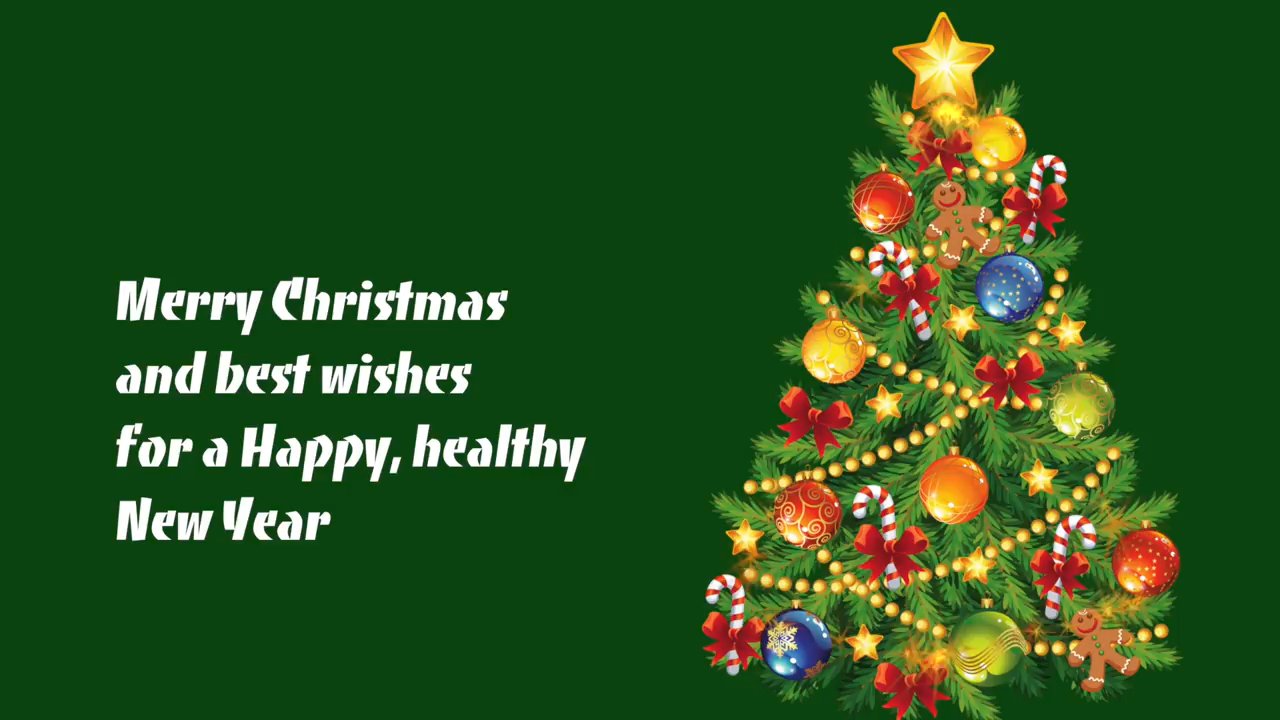 Merry Christmas
and best wishes
for a Happy, healthy
New Year